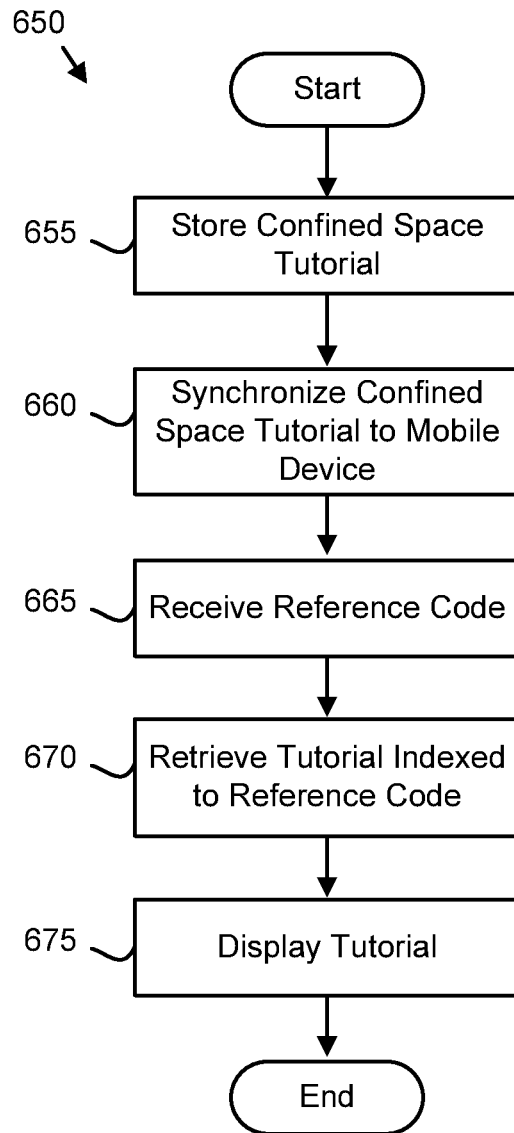 650
Start
655
Store Confined Space
Tutorial
660
Synchronize Confined
Space Tutorial to Mobile
Device
665
Receive Reference Code
670
Retrieve Tutorial Indexed
to Reference Code
675
Display Tutorial
End